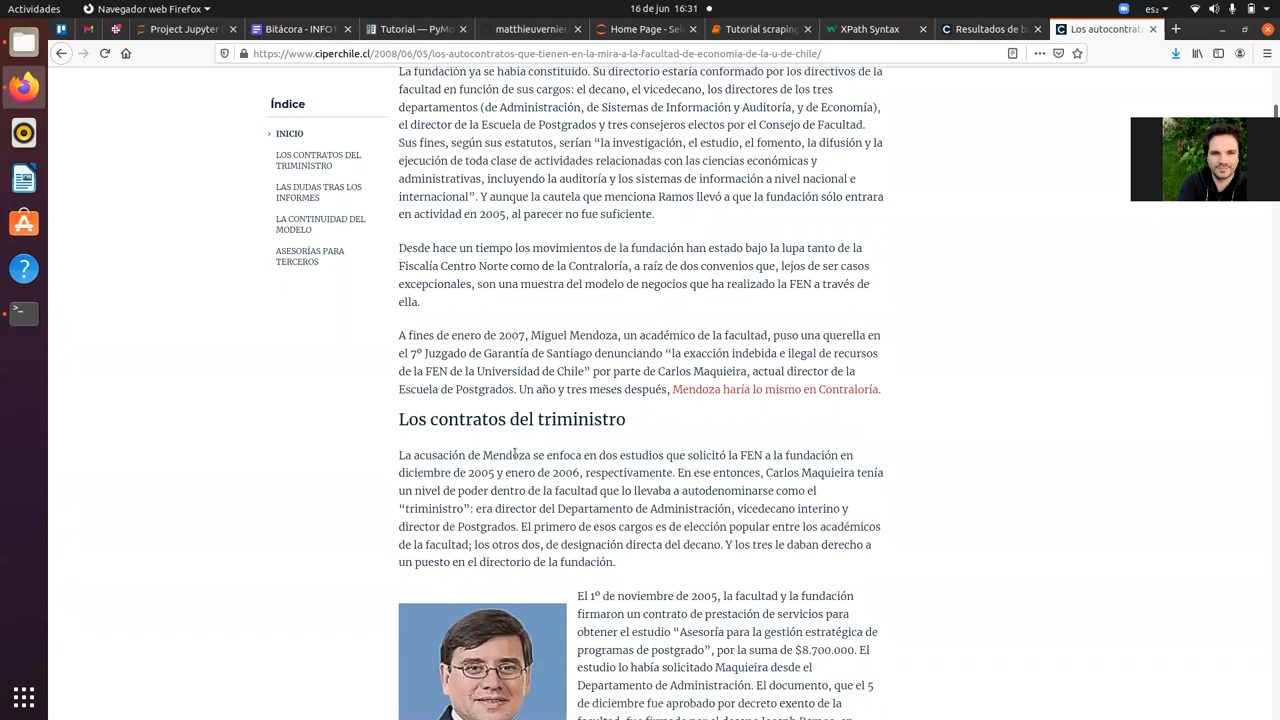 Navegador web Firefox
16 de jun 16:31
es2
Project Jupyter
Bitácora - INFO1
Tutorial — PyM
matthieuverniec
Home Page - Sele
Tutorial scraping
XPath Syntax
Resultados de b
Los autocontrato
https://www.ciperchile.cl/2008/06/05/los-autocontratos-que-tienen-en-la-mira-a-la-facultad-de-economia-de-la-u-de-chile/
Índice
INICIO
LOS CONTRATOS DEL
TRIMINISTRO
LAS DUDAS TRAS LOS
INFORMES
LA CONTINUIDAD DEL
MODELO
ASESORÍAS PARA
TERCEROS
La fundación ya se había constituido. Su directorio estaría conformado por los directivos de la
facultad en función de sus cargos: el decano, el vicedecano, los directores de los tres
departamentos (de Administración, de Sistemas de Información y Auditoría, y de Economía),
el director de la Escuela de Postgrados y tres consejeros electos por el Consejo de Facultad.
Sus fines, según sus estatutos, serían “la investigación, el estudio, el fomento, la difusión y la
ejecución de toda clase de actividades relacionadas con las ciencias económicas y
administrativas, incluyendo la auditoría y los sistemas de información a nivel nacional e
internacional”. Y aunque la cautela que menciona Ramos llevó a que la fundación sólo entrara
en actividad en 2005, al parecer no fue suficiente.
Desde hace un tiempo los movimientos de la fundación han estado bajo la lupa tanto de la
Fiscalía Centro Norte como de la Contraloría, a raíz de dos convenios que, lejos de ser casos
excepcionales, son una muestra del modelo de negocios que ha realizado la FEN a través de
ella.
A fines de enero de 2007, Miguel Mendoza, un académico de la facultad, puso una querella en
el 7º Juzgado de Garantía de Santiago denunciando “la exacción indebida e ilegal de recursos
de la FEN de la Universidad de Chile” por parte de Carlos Maquieira, actual director de la
Escuela de Postgrados. Un año y tres meses después, Mendoza haría lo mismo en Contraloría.
Los contratos del triministro
La acusación de Mendoza se enfoca en dos estudios que solicitó la FEN a la fundación en
diciembre de 2005 y enero de 2006, respectivamente. En ese entonces, Carlos Maquieira tenía
un nivel de poder dentro de la facultad que lo llevaba a autodenominarse como el
“triministro”: era director del Departamento de Administración, vicedecano interino y
director de Postgrados. El primero de esos cargos es de elección popular entre los académicos
de la facultad; los otros dos, de designación directa del decano. Y los tres le daban derecho a
un puesto en el directorio de la fundación.
El 1º de noviembre de 2005, la facultad y la fundación
firmaron un contrato de prestación de servicios para
obtener el estudio “Asesoría para la gestión estratégica de
programas de postgrado”, por la suma de $8.700.000. El
estudio lo había solicitado Maquieira desde el
Departamento de Administración. El documento, que el 5
de diciembre fue aprobado por decreto exento de la